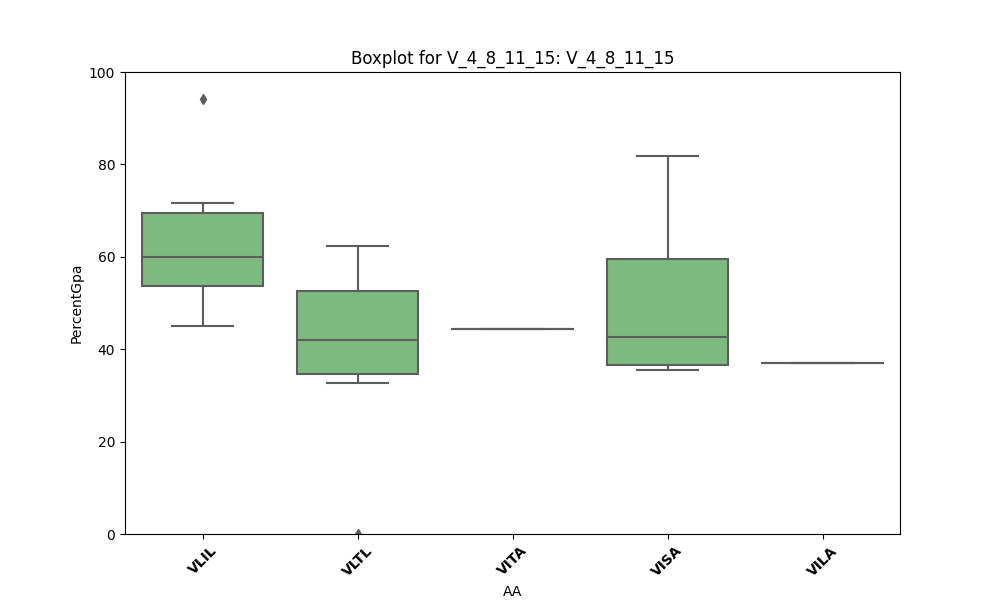 Boxplot for V_4_8_11_15: V_4_8_11_15
100
80
60
40
20
0
PercentGpa
VLIL
VLTL
VITA
VISA
VILA
AA